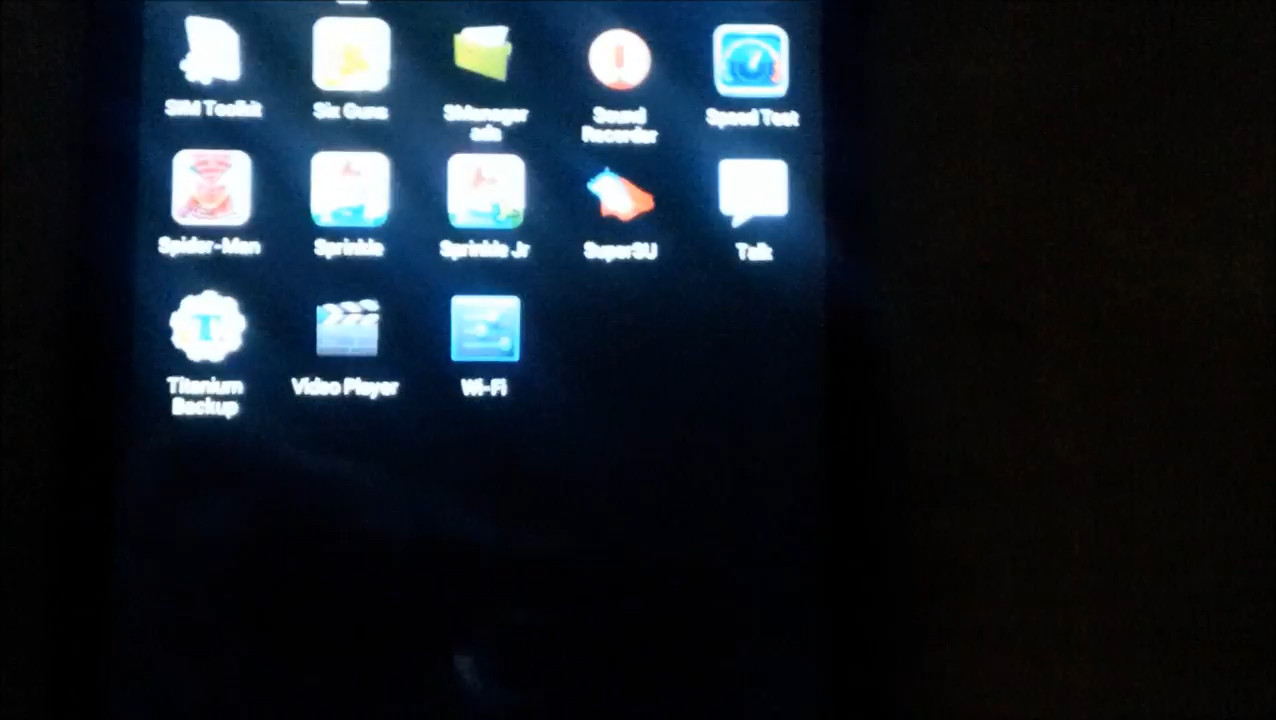 SIM Toolkit
Six Guns
SManager
ads
Sound
Recorder
Speed Test
Spider-Man
Sprinkle
Sprinkle Jr
SuperSU
Talk
T
Titanium
Backup
Video Player
Wi-Fi